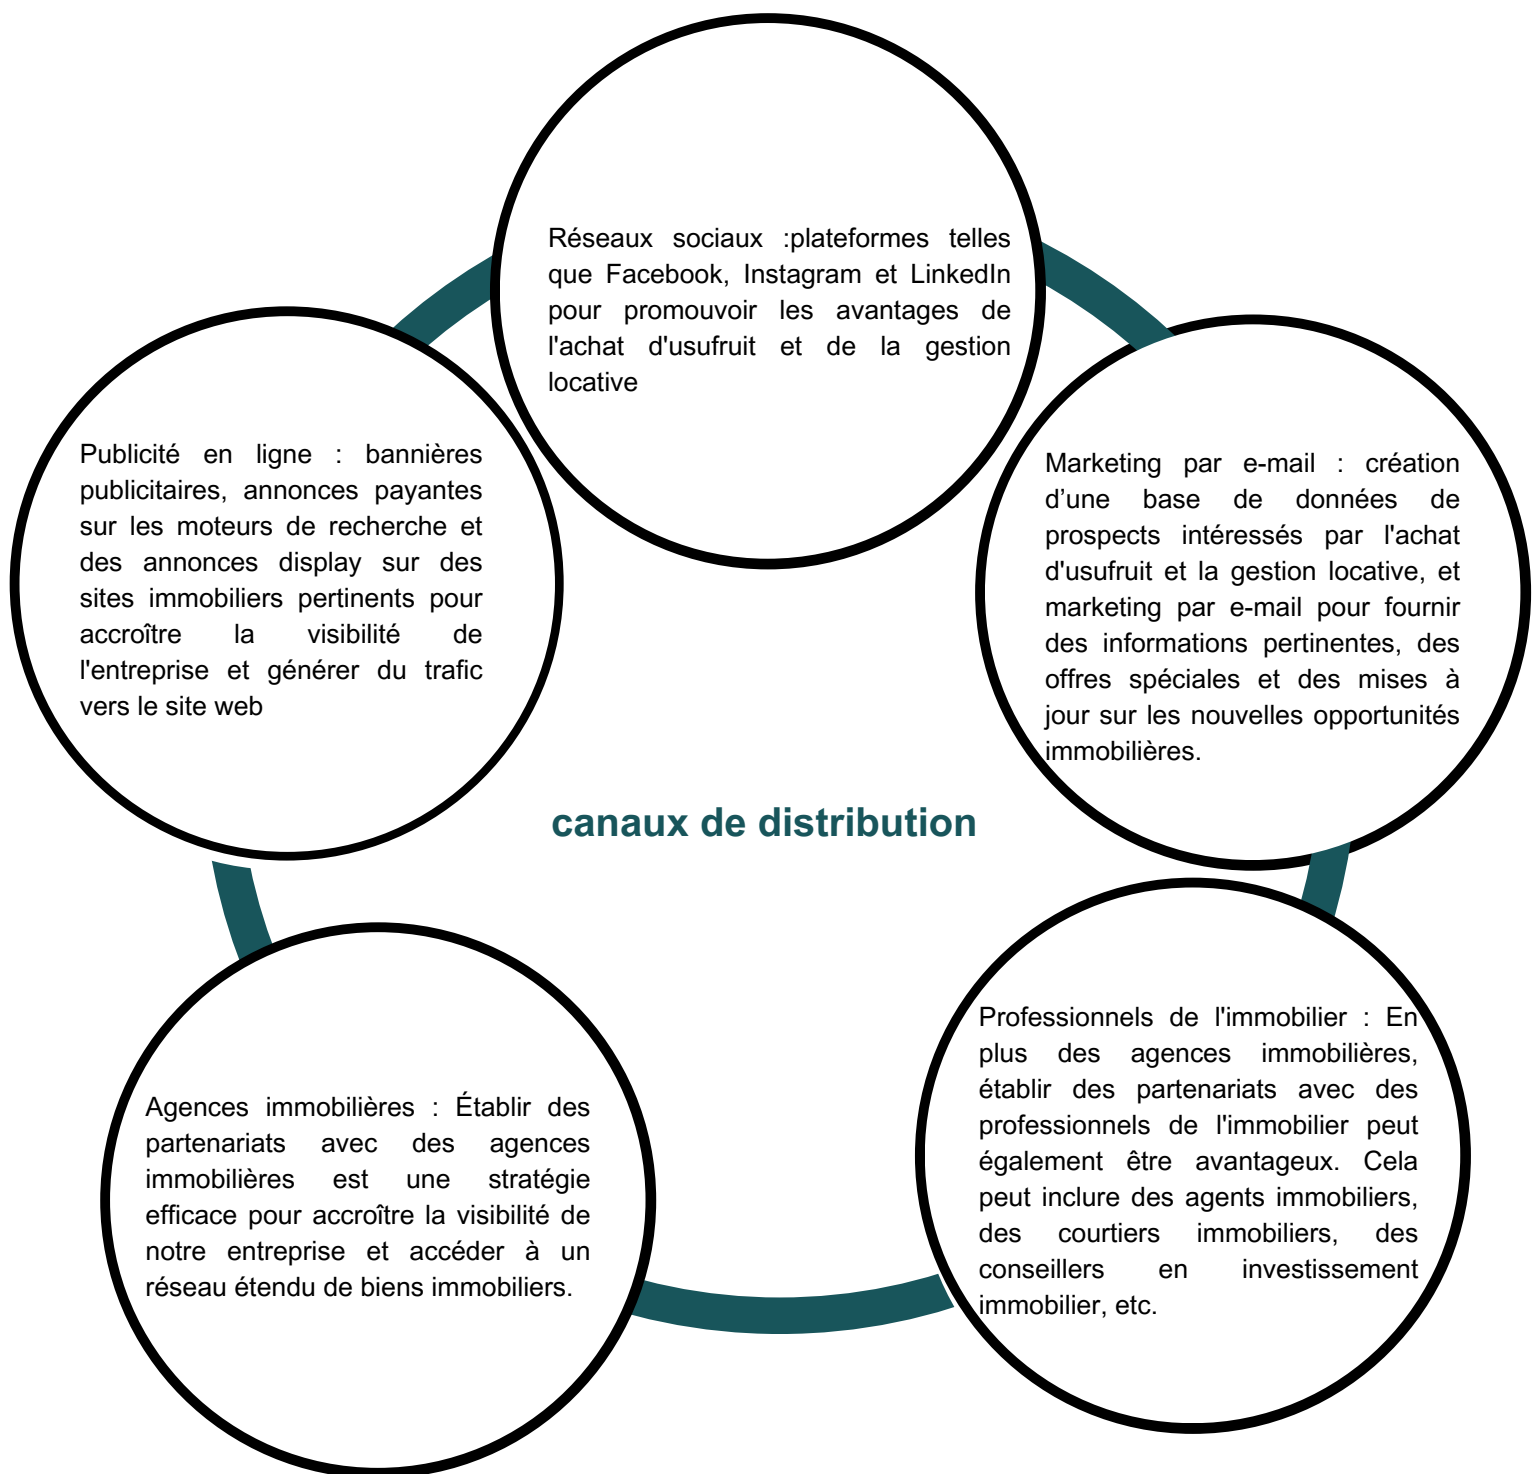 Réseaux sociaux :plateformes telles
que Facebook, Instagram et LinkedIn
pour promouvoir les avantages de
l'achat d'usufruit et de la gestion
locative
Publicité en ligne : bannières
publicitaires, annonces payantes
sur les moteurs de recherche et
des annonces display sur des
sites immobiliers pertinents pour
accroître la visibilité de
l'entreprise et générer du trafic
vers le site web
Marketing par e-mail : création
d’une base de données de
prospects intéressés par l'achat
d'usufruit et la gestion locative, et
marketing par e-mail pour fournir
des informations pertinentes, des
offres spéciales et des mises à
jour sur les nouvelles opportunités
immobilières.
canaux de distribution
Agences immobilières : Établir des
partenariats avec des agences
immobilières est une stratégie
efficace pour accroître la visibilité de
notre entreprise et accéder à un
réseau étendu de biens immobiliers.
Professionnels de l'immobilier : En
plus des agences immobilières,
établir des partenariats avec des
professionnels de l'immobilier peut
également être avantageux. Cela
peut inclure des agents immobiliers,
des courtiers immobiliers, des
conseillers en investissement
immobilier, etc.